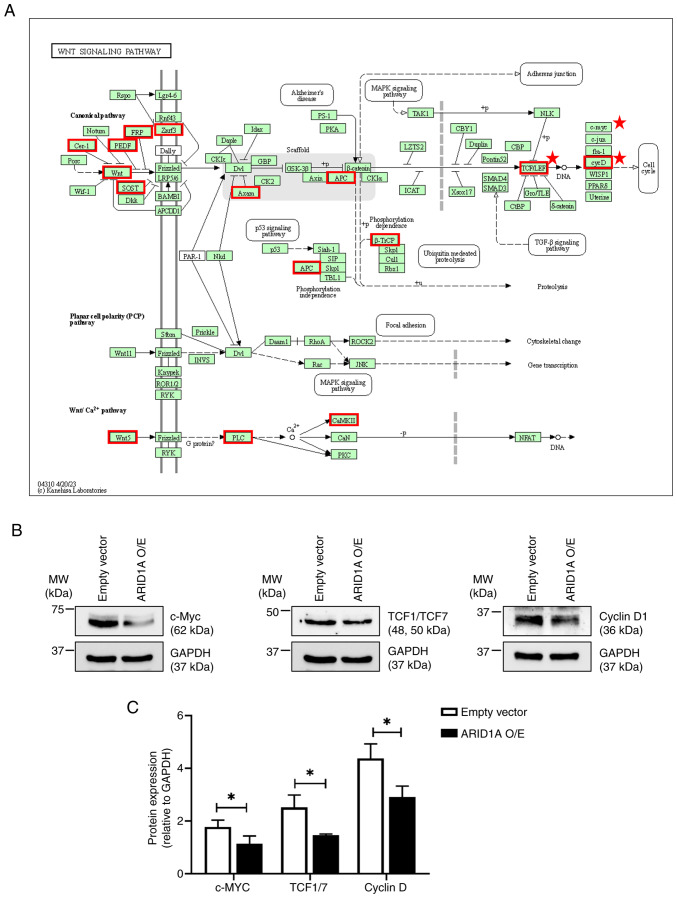 A
WNT SIGNALING PATHWAY
Rspo
Lgr4-6
Rnf43
Znrf3
Canonical pathway
Notum
FRP
Cer-1
PEDF
Porc
Wnt
Wif-1
SOST
Dkk
Dally
Frizzled
LRP5/6
BAMBI
APCDD1
Daple
Idax
CKIε
Dvl
GBP
CK2
Axam
PAR-1
Nkd
Alzheimer's
disease
PS-1
PKA
Scaffold
GSK-3β
+p
β-catenin
Axin
APC
CKIα
MAPK signaling
pathway
TAK1
+p
NLK
+p
Adherens junction
LZTS2
ICAT
CBY1
Duplin
Pontin52
Xsox17
CBP
TCF/LEF
DNA
SMAD4
SMAD3
Gro/TLE
CtBP
δ-catenin
c-myc
c-jun
fra-1
cycD
WISP1
PPARδ
Uterine
Cell
cycle
TGF-β signaling pathway
p53 signaling
pathway
p53
Siah-1
SIP
APC
Skp1
TBL1
Phosphorylation
independence
Phosphorylation
dependence
+p
β-TrCP
Skp1
Cul1
Rbx1
Ubiquitin mediated
proteolysis
+u
Proteolysis
Planar cell polarity (PCP)
pathway
Stbm
Prickle
Wnt11
Frizzled
INVS
Dvl
Knypek
ROR1/2
RYK
Daam1
RhoA
ROCK2
Rac
JNK
Focal adhesion
MAPK signaling
pathway
Cytoskeletal change
Gene transcription
Wnt/ Ca2+ pathway
Wnt5
Frizzled
RYK
G protein?
PLC
Ca2+
CaMKII
CaN
PKC
-p
NFAT
DNA
04310 4/20/23
(c) Kanehisa Laboratories
B
Empty vector
ARID1A O/E
MW
(kDa)
75
c-Myc
(62 kDa)
37
GAPDH
(37 kDa)
Empty vector
ARID1A O/E
MW
(kDa)
50
TCF1/TCF7
(48, 50 kDa)
37
GAPDH
(37 kDa)
Empty vector
ARID1A O/E
MW
(kDa)
37
Cyclin D1
(36 kDa)
37
GAPDH
(37 kDa)
C
Protein expression
(relative to GAPDH)
6
4
2
0
*
*
*
c-MYC
TCF1/7
Cyclin D
Empty vector
ARID1A O/E